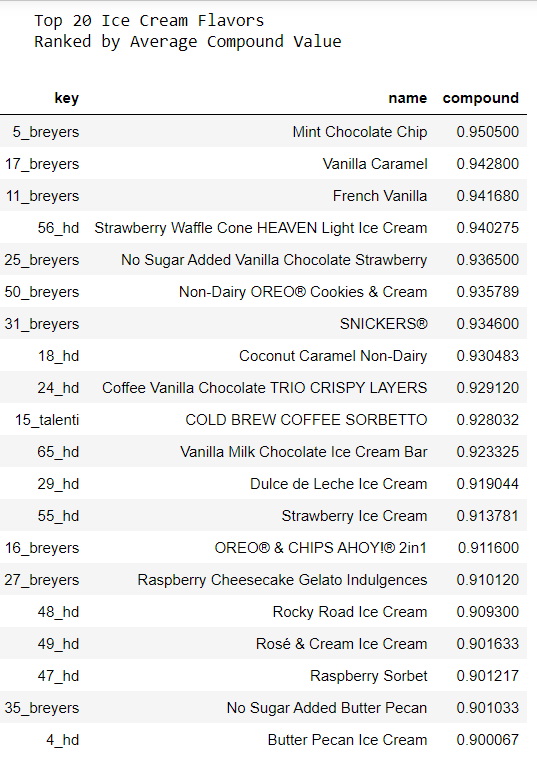 Top 20 Ice Cream Flavors
Ranked by Average Compound Value
key name compound
5_breyers Mint Chocolate Chip 0.950500
17_breyers Vanilla Caramel 0.942800
11_breyers French Vanilla 0.941680
56_hd Strawberry Waffle Cone HEAVEN Light Ice Cream 0.940275
25_breyers No Sugar Added Vanilla Chocolate Strawberry 0.936500
50_breyers Non-Dairy OREO® Cookies & Cream 0.935789
31_breyers SNICKERS® 0.934600
18_hd Coconut Caramel Non-Dairy 0.930483
24_hd Coffee Vanilla Chocolate TRIO CRISPY LAYERS 0.929120
15_talenti COLD BREW COFFEE SORBETTO 0.928032
65_hd Vanilla Milk Chocolate Ice Cream Bar 0.923325
29_hd Dulce de Leche Ice Cream 0.919044
55_hd Strawberry Ice Cream 0.913781
16_breyers OREO® & CHIPS AHOY!® 2in1 0.911600
27_breyers Raspberry Cheesecake Gelato Indulgences 0.910120
48_hd Rocky Road Ice Cream 0.909300
49_hd Rosé & Cream Ice Cream 0.901633
47_hd Raspberry Sorbet 0.901217
35_breyers No Sugar Added Butter Pecan 0.901033
4_hd Butter Pecan Ice Cream 0.900067